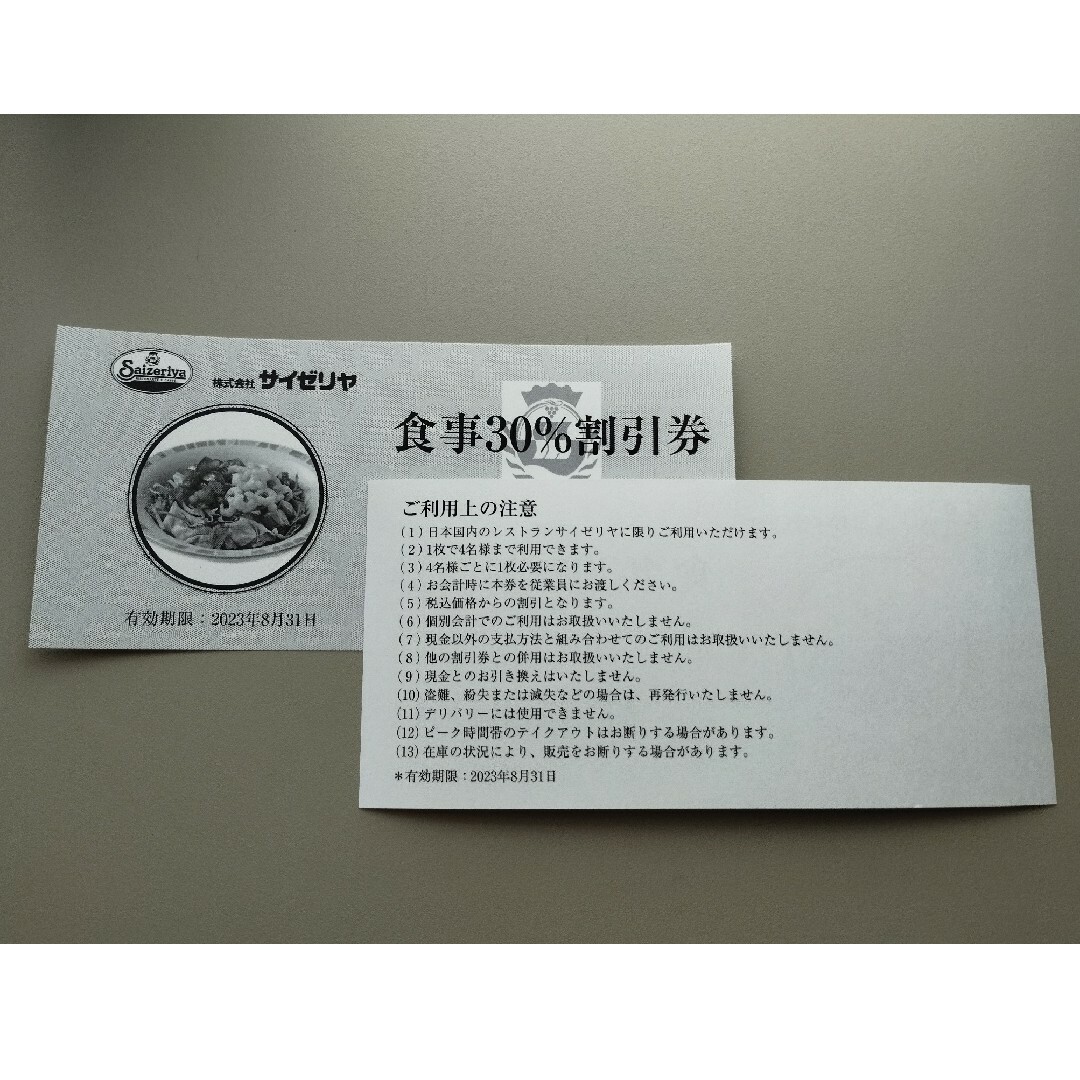 Saizeriya
株式会社 サイゼリヤ
食事30%割引券
有効期限：2023年8月31日
ご利用上の注意
(1) 日本国内のレストランサイゼリヤに限りご利用いただけます。
(2) 1枚で4名様まで利用できます。
(3) 4名様ごとに1枚必要になります。
(4) お会計時に本券を従業員にお渡しください。
(5) 税込価格からの割引となります。
(6) 個別会計でのご利用はお取扱いいたしません。
(7) 現金以外の支払方法と組み合わせてのご利用はお取扱いいたしません。
(8) 他の割引券との併用はお取扱いいたしません。
(9) 現金とのお引き換えはいたしません。
(10) 盗難、紛失または滅失などの場合は、再発行いたしません。
(11) デリバリーには使用できません。
(12) ピーク時間帯のテイクアウトはお断りする場合があります。
(13) 在庫の状況により、販売をお断りする場合があります。
＊有効期限：2023年8月31日